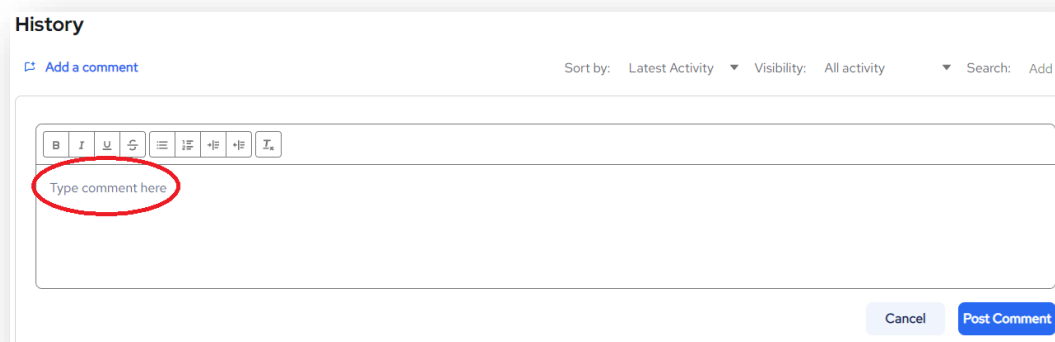 History
Add a comment
Sort by: Latest Activity Visibility: All activity Search: Add
B I U S
Type comment here
Cancel Post Comment